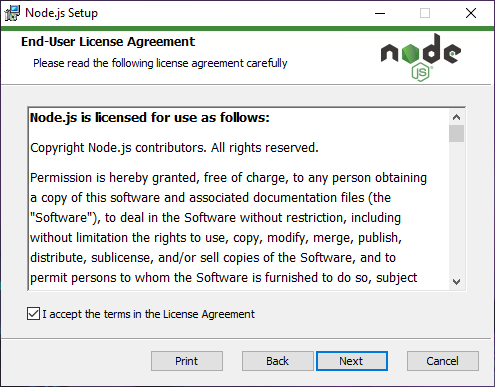 Node.js Setup
End-User License Agreement
Please read the following license agreement carefully
node
JS
Node.js is licensed for use as follows:
Copyright Node.js contributors. All rights reserved.
Permission is hereby granted, free of charge, to any person obtaining
a copy of this software and associated documentation files (the
"Software"), to deal in the Software without restriction, including
without limitation the rights to use, copy, modify, merge, publish,
distribute, sublicense, and/or sell copies of the Software, and to
permit persons to whom the Software is furnished to do so, subject
I accept the terms in the License Agreement
Print
Back
Next
Cancel